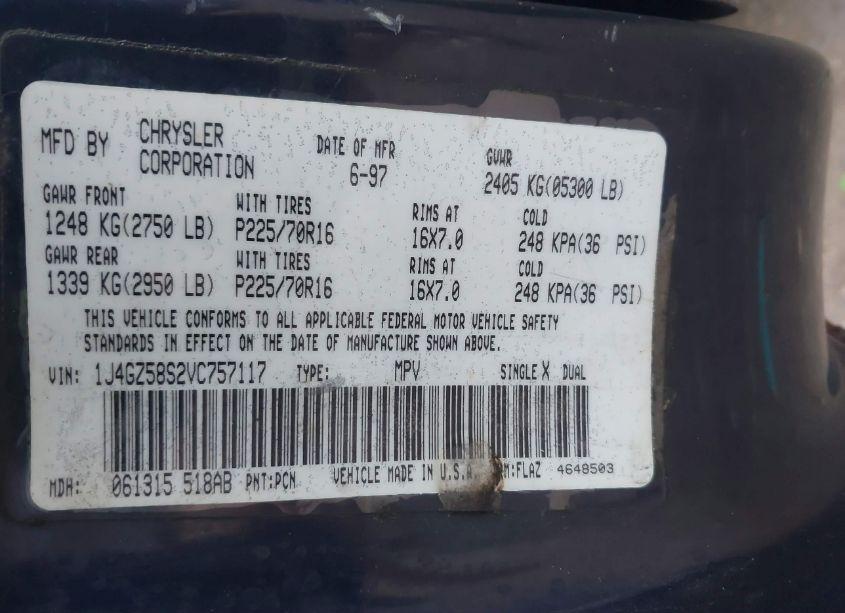 MFD BY CHRYSLER CORPORATION DATE OF MFR 6-97 GVWR 2405 KG(05300 LB)
GAWR FRONT WITH TIRES RIMS AT COLD
1248 KG(2750 LB) P225/70R16 16X7.0 248 KPA(36 PSI)
GAWR REAR WITH TIRES RIMS AT COLD
1339 KG(2950 LB) P225/70R16 16X7.0 248 KPA(36 PSI)
THIS VEHICLE CONFORMS TO ALL APPLICABLE FEDERAL MOTOR VEHICLE SAFETY
STANDARDS IN EFFECT ON THE DATE OF MANUFACTURE SHOWN ABOVE.
VIN: 1J4GZ58S2VC757117 TYPE: MPV SINGLE X DUAL
MDH: 061315 518AB PNT:PCN VEHICLE MADE IN U.S.A. M:FLAZ 4648503